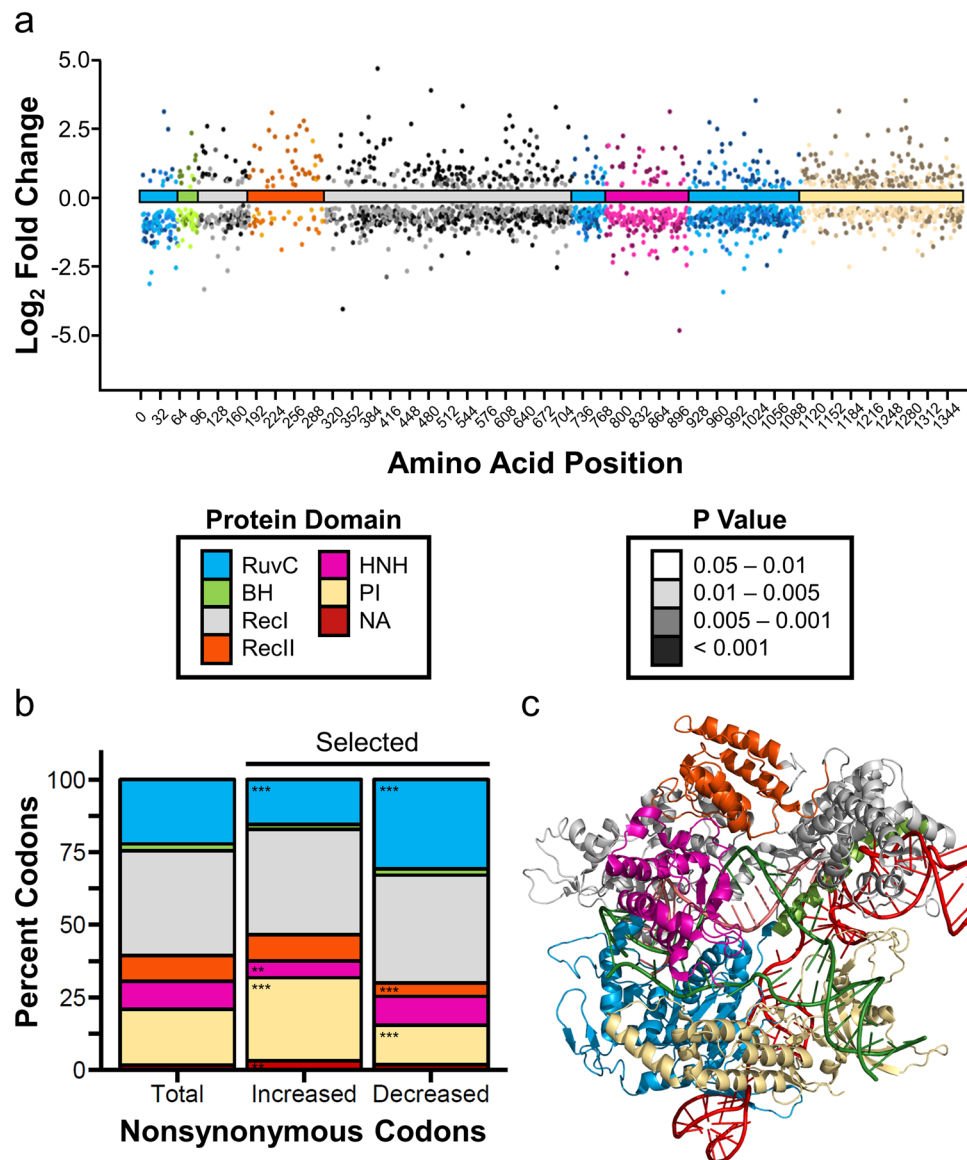 a
5.0
2.5
0.0
-2.5
-5.0
Log2 Fold Change
0 32 64 96 128 160 192 224 256 288 320 352 384 416 448 480 512 544 576 608 640 672 704 736 768 800 832 864 896 928 960 992 1024 1056 1088 1120 1152 1184 1216 1248 1280 1312 1344
Amino Acid Position
Protein Domain
RuvC
BH
RecI
RecII
HNH
PI
NA
P Value
0.05 – 0.01
0.01 – 0.005
0.005 – 0.001
< 0.001
b
Selected
100
75
50
25
0
Percent Codons
***
***
**
***
***
***
**
Total Increased Decreased
Nonsynonymous Codons
c